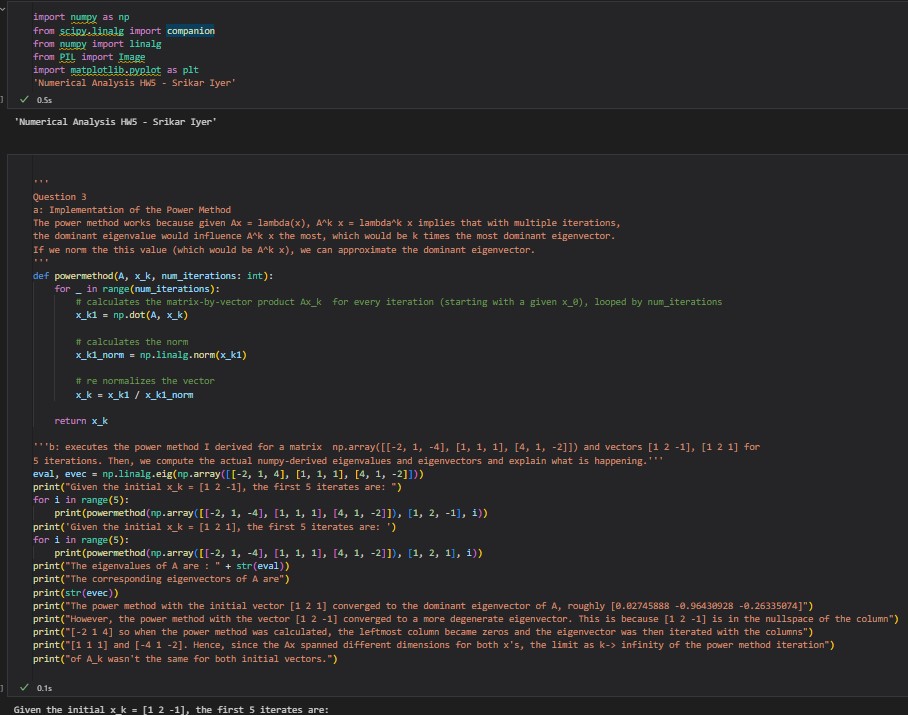 import numpy as np
from scipy.linalg import companion
from numpy import linalg
from PIL import Image
import matplotlib.pyplot as plt
'Numerical Analysis HW5 - Srikar Iyer'
0.5s
'Numerical Analysis HW5 - Srikar Iyer'
'''
Question 3
a: Implementation of the Power Method
The power method works because given Ax = lambda(x), A^k x = lambda^k x implies that with multiple iterations,
the dominant eigenvalue would influence A^k x the most, which would be k times the most dominant eigenvector.
If we norm the this value (which would be A^k x), we can approximate the dominant eigenvector.
'''
def powermethod(A, x_k, num_iterations: int):
    for _ in range(num_iterations):
        # calculates the matrix-by-vector product Ax_k  for every iteration (starting with a given x_0), looped by num_iterations
        x_k1 = np.dot(A, x_k)
        # calculates the norm
        x_k1_norm = np.linalg.norm(x_k1)
        # re normalizes the vector
        x_k = x_k1 / x_k1_norm
    return x_k
'''b: executes the power method I derived for a matrix  np.array([[-2, 1, -4], [1, 1, 1], [4, 1, -2]]) and vectors [1 2 -1], [1 2 1] for
5 iterations. Then, we compute the actual numpy-derived eigenvalues and eigenvectors and explain what is happening.'''
eval, evec = np.linalg.eig(np.array([[-2, 1, 4], [1, 1, 1], [4, 1, -2]]))
print("Given the initial x_k = [1 2 -1], the first 5 iterates are: ")
for i in range(5):
    print(powermethod(np.array([[-2, 1, -4], [1, 1, 1], [4, 1, -2]]), [1, 2, -1], i))
print('Given the initial x_k = [1 2 1], the first 5 iterates are: ')
for i in range(5):
    print(powermethod(np.array([[-2, 1, -4], [1, 1, 1], [4, 1, -2]]), [1, 2, 1], i))
print("The eigenvalues of A are : " + str(eval))
print("The corresponding eigenvectors of A are")
print(str(evec))
print("The power method with the initial vector [1 2 1] converged to the dominant eigenvector of A, roughly [0.02745888 -0.96430928 -0.26335074]")
print("However, the power method with the vector [1 2 -1] converged to a more degenerate eigenvector. This is because [1 2 -1] is in the nullspace of the column")
print("[-2 1 4] so when the power method was calculated, the leftmost column became zeros and the eigenvector was then iterated with the columns")
print("[1 1 1] and [-4 1 -2]. Hence, since the Ax spanned different dimensions for both x's, the limit as k-> infinity of the power method iteration")
print("of A_k wasn't the same for both initial vectors.")
0.1s
Given the initial x_k = [1 2 -1], the first 5 iterates are: